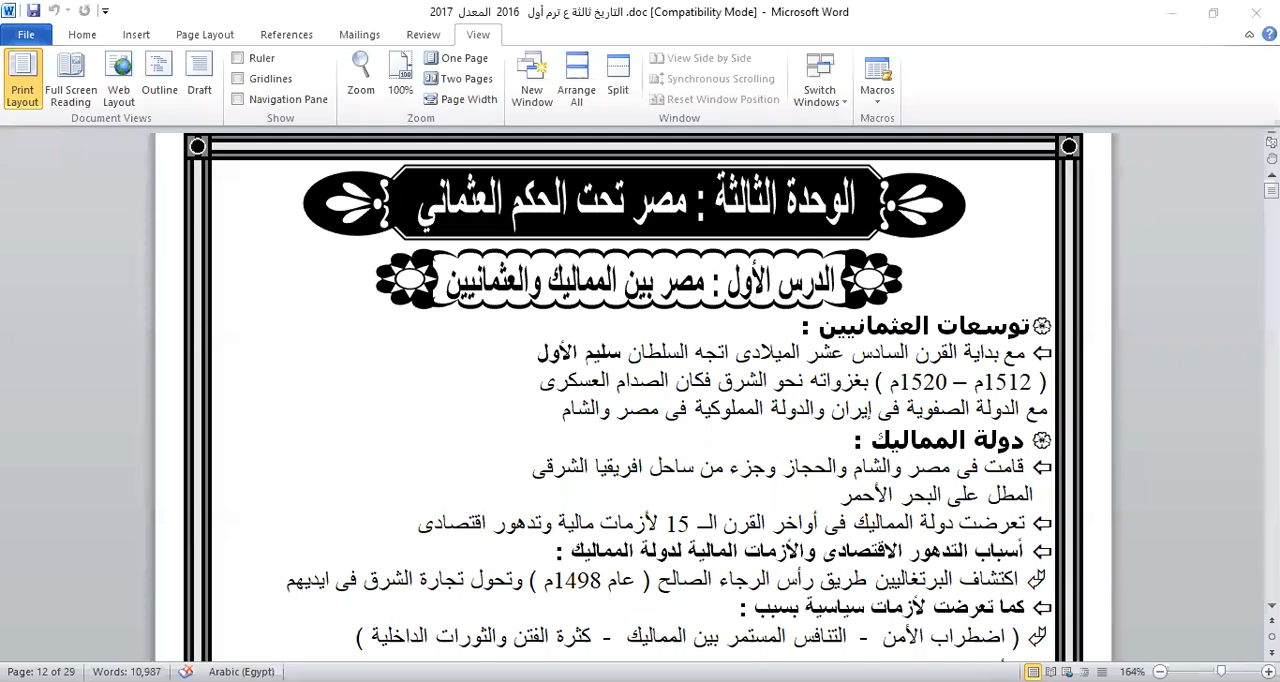 التاريخ ثالثة ع ترم أول  2016  المعدل  2017 .doc [Compatibility Mode] - Microsoft Word
File Home Insert Page Layout References Mailings Review View
Ruler
Gridlines
Navigation Pane
Print Layout
Full Screen Reading
Web Layout
Outline
Draft
Zoom
100%
One Page
Two Pages
Page Width
New Window
Arrange All
Split
View Side by Side
Synchronous Scrolling
Reset Window Position
Switch Windows
Macros
Document Views Show Zoom Window Macros
الوحدة الثالثة : مصر تحت الحكم العثماني
الدرس الأول : مصر بين المماليك والعثمانيين
توسعات العثمانيين :
مع بداية القرن السادس عشر الميلادى اتجه السلطان سليم الأول
( 1512م – 1520م ) بغزواته نحو الشرق فكان الصدام العسكرى
مع الدولة الصفوية فى إيران والدولة المملوكية فى مصر والشام
دولة المماليك :
قامت فى مصر والشام والحجاز وجزء من ساحل افريقيا الشرقى
المطل على البحر الأحمر
تعرضت دولة المماليك فى أواخر القرن الـ 15 لأزمات مالية وتدهور اقتصادى
أسباب التدهور الاقتصادى والأزمات المالية لدولة المماليك :
اكتشاف البرتغاليين طريق رأس الرجاء الصالح ( عام 1498م ) وتحول تجارة الشرق فى ايديهم
كما تعرضت لأزمات سياسية بسبب :
( اضطراب الأمن - التنافس المستمر بين المماليك - كثرة الفتن والثورات الداخلية )
Page: 12 of 29 Words: 10,987 Arabic (Egypt) 164%